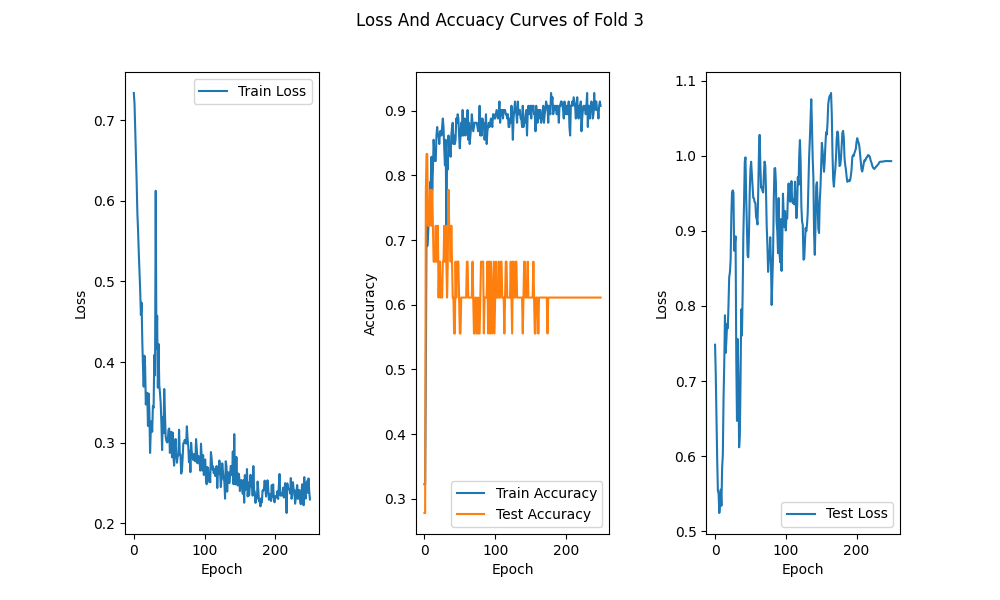 Loss And Accuacy Curves of Fold 3
Train Loss
0.7
0.6
0.5
0.4
0.3
0.2
Loss
0 100 200
Epoch
0.9
0.8
0.7
0.6
0.5
0.4
0.3
Accuracy
Train Accuracy
Test Accuracy
0 100 200
Epoch
1.1
1.0
0.9
0.8
0.7
0.6
0.5
Loss
Test Loss
0 100 200
Epoch